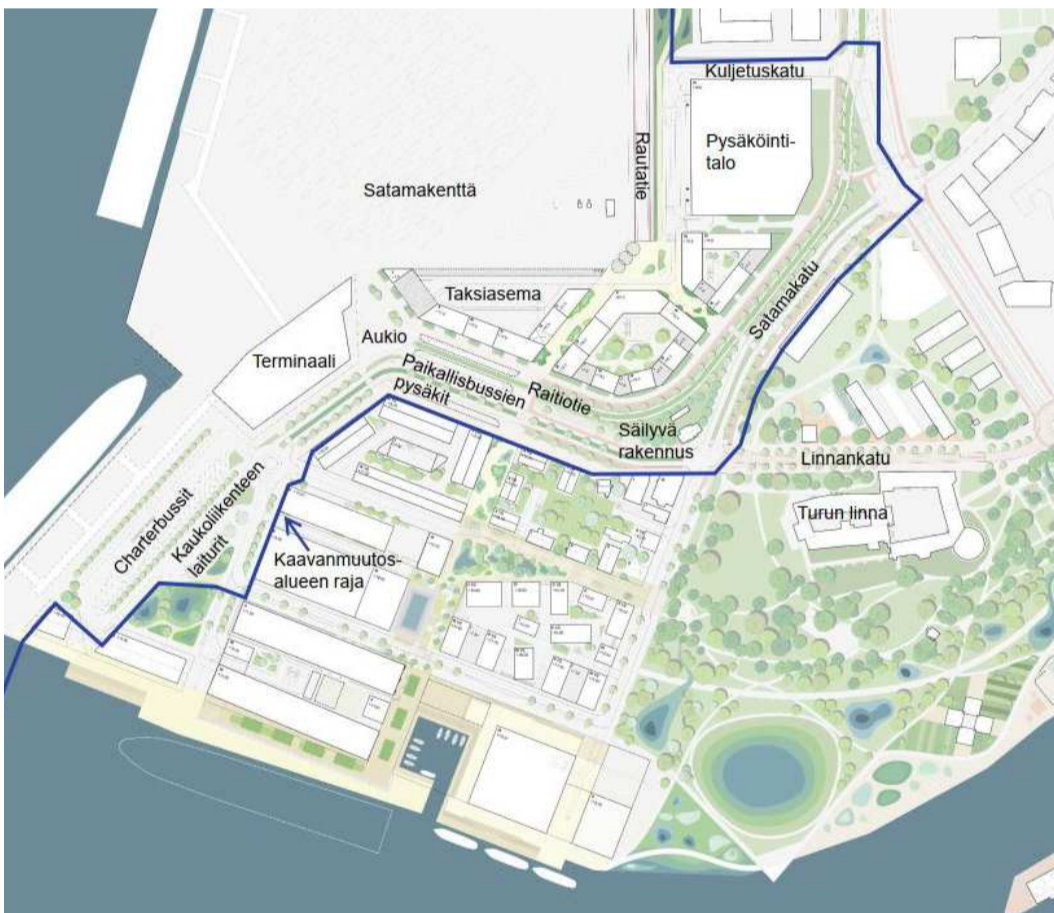 Kuljetuskatu
Pysäköinti-
talo
Rautatie
Satamakenttä
Satamakatu
Taksiasema
Aukio
Terminaali
Paikallisbussien
pysäkit
Raitiotie
Säilyvä
rakennus
Linnankatu
Turun linna
Charterbussit
Kaukoliikenteen
laiturit
Kaavanmuutos-
alueen raja